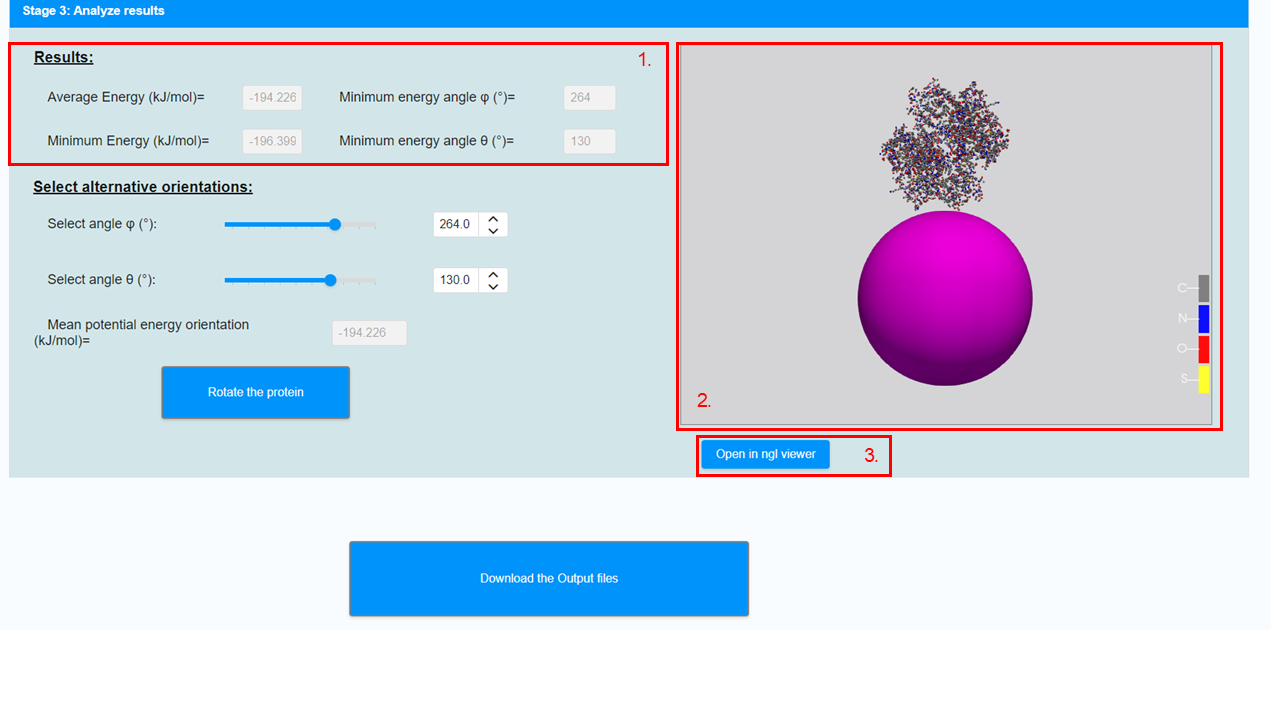 Stage 3: Analyze results
Results:
1.
Average Energy (kJ/mol)= -194.226 Minimum energy angle φ (°)= 264
Minimum Energy (kJ/mol)= -196.399 Minimum energy angle θ (°)= 130
Select alternative orientations:
Select angle φ (°): 264.0
Select angle θ (°): 130.0
Mean potential energy orientation
(kJ/mol)= -194.226
Rotate the protein
C
N
O
S
2.
Open in ngl viewer 3.
Download the Output files